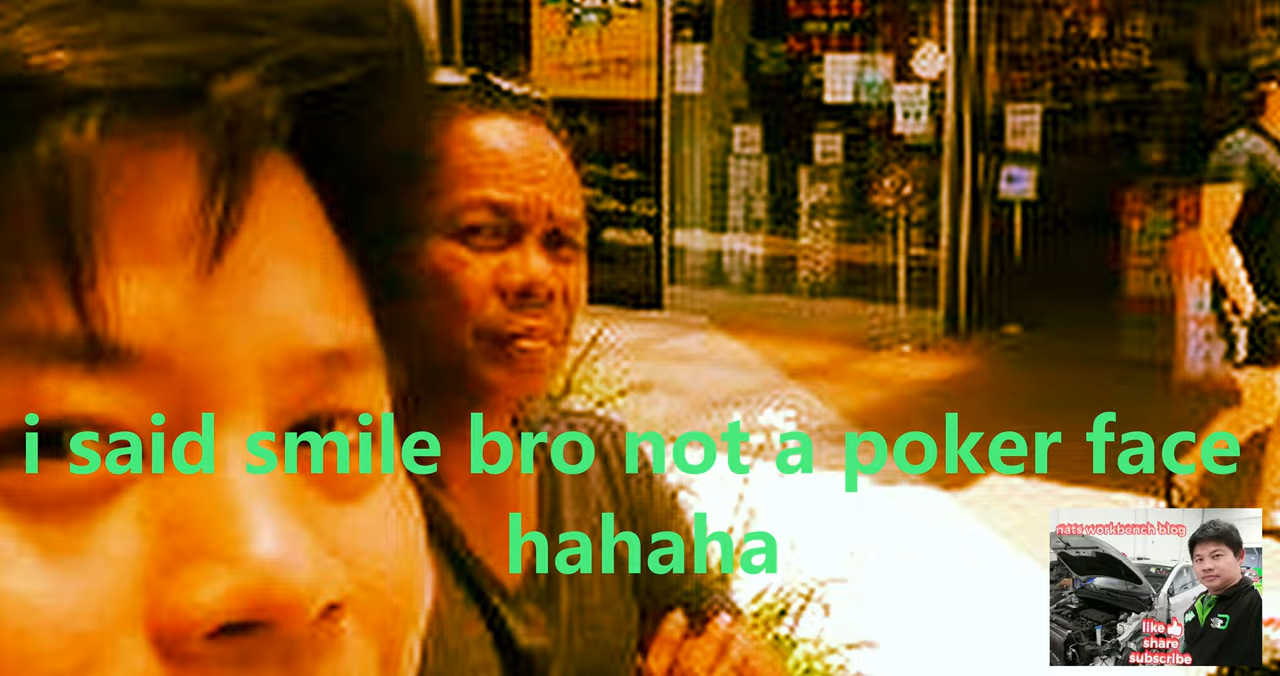 i said smile bro not a poker face
hahaha
nats workbench blog
like
share
subscribe